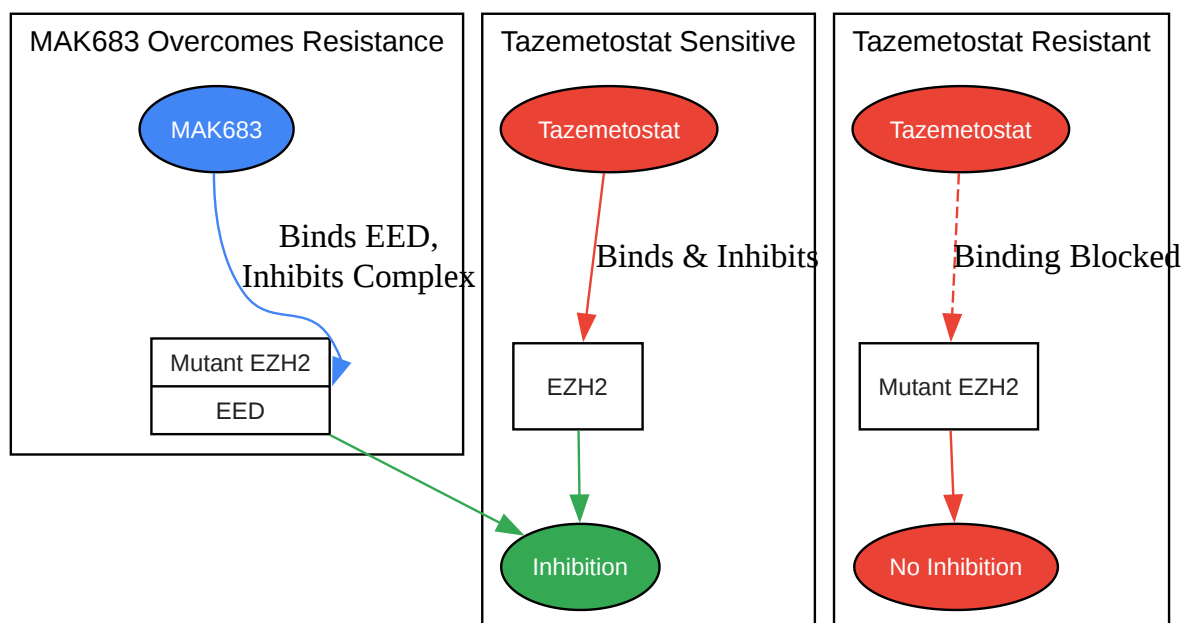 MAK683 Overcomes Resistance
MAK683
Binds EED,
Inhibits Complex
Mutant EZH2
EED
Tazemetostat Sensitive
Tazemetostat
Binds & Inhibits
EZH2
Inhibition
Tazemetostat Resistant
Tazemetostat
Binding Blocked
Mutant EZH2
No Inhibition